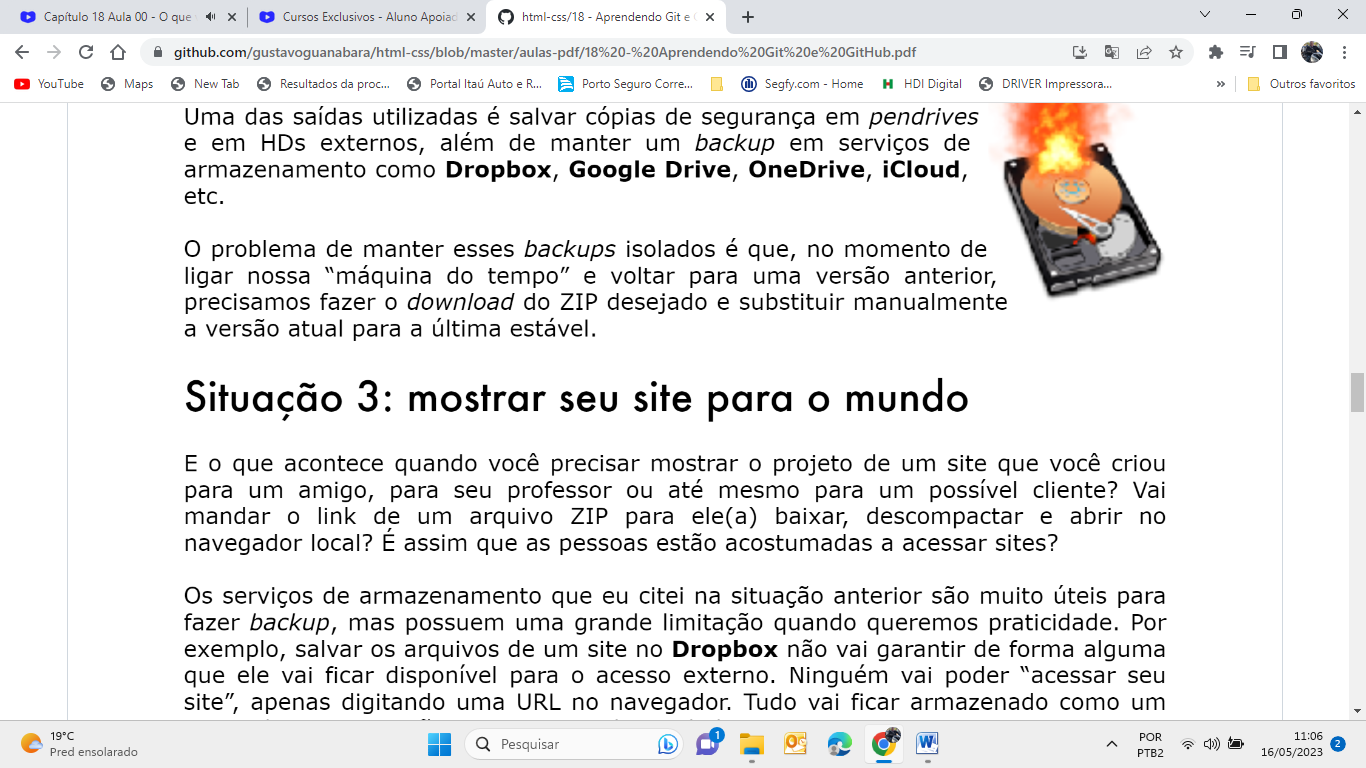 Capítulo 18 Aula 00 - O que
Cursos Exclusivos - Aluno Apoiad
html-css/18 - Aprendendo Git e
github.com/gustavoguanabara/html-css/blob/master/aulas-pdf/18%20-%20Aprendendo%20Git%20e%20GitHub.pdf
YouTube Maps New Tab Resultados da proc... Portal Itaú Auto e R... Porto Seguro Corre... Segfy.com - Home HDI Digital DRIVER Impressora... » Outros favoritos
Uma das saídas utilizadas é salvar cópias de segurança em pendrives
e em HDs externos, além de manter um backup em serviços de
armazenamento como Dropbox, Google Drive, OneDrive, iCloud,
etc.
O problema de manter esses backups isolados é que, no momento de
ligar nossa “máquina do tempo” e voltar para uma versão anterior,
precisamos fazer o download do ZIP desejado e substituir manualmente
a versão atual para a última estável.
Situação 3: mostrar seu site para o mundo
E o que acontece quando você precisar mostrar o projeto de um site que você criou
para um amigo, para seu professor ou até mesmo para um possível cliente? Vai
mandar o link de um arquivo ZIP para ele(a) baixar, descompactar e abrir no
navegador local? É assim que as pessoas estão acostumadas a acessar sites?
Os serviços de armazenamento que eu citei na situação anterior são muito úteis para
fazer backup, mas possuem uma grande limitação quando queremos praticidade. Por
exemplo, salvar os arquivos de um site no Dropbox não vai garantir de forma alguma
que ele vai ficar disponível para o acesso externo. Ninguém vai poder “acessar seu
site”, apenas digitando uma URL no navegador. Tudo vai ficar armazenado como um
19°C
Pred ensolarado
Pesquisar
1
POR
PTB2
11:06
16/05/2023
2